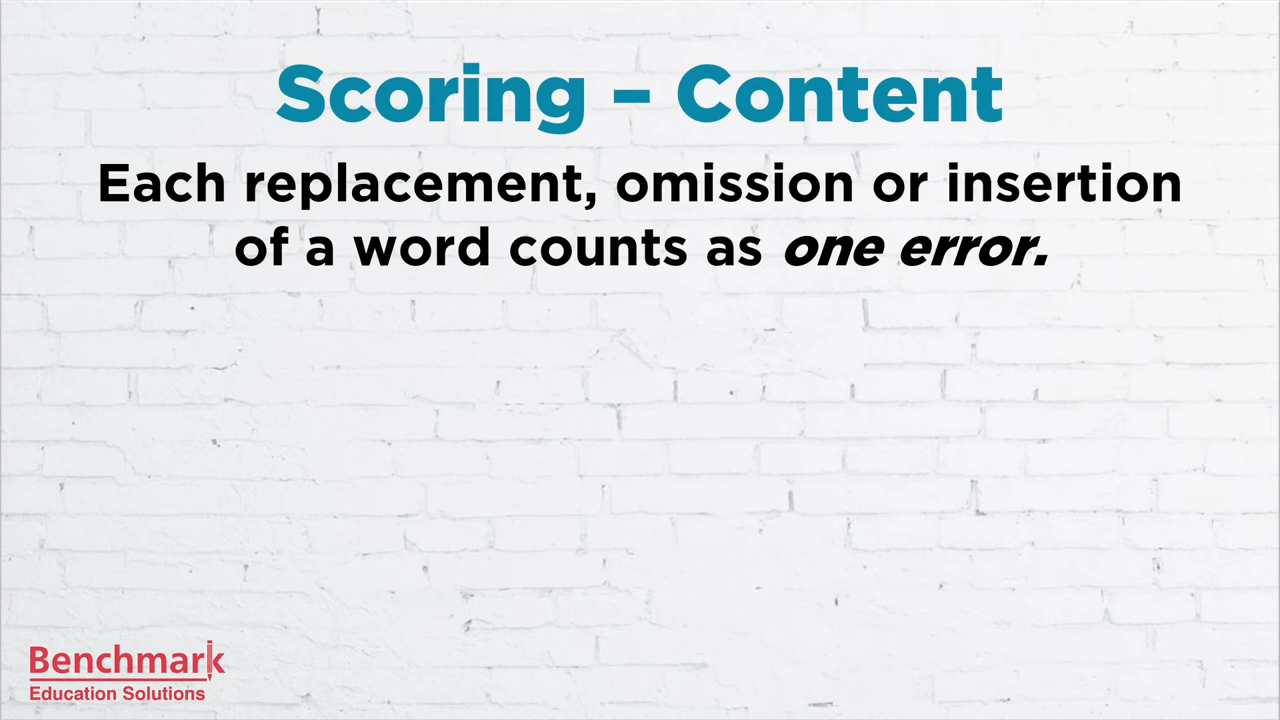 Scoring – Content
Each replacement, omission or insertion
of a word counts as one error.
Benchmark
Education Solutions